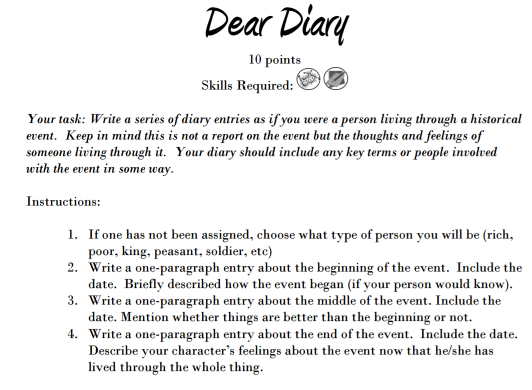 Dear Diary
10 points
Skills Required:
Your task: Write a series of diary entries as if you were a person living through a historical
event.  Keep in mind this is not a report on the event but the thoughts and feelings of
someone living through it.  Your diary should include any key terms or people involved
with the event in some way.
Instructions:
1. If one has not been assigned, choose what type of person you will be (rich,
poor, king, peasant, soldier, etc)
2. Write a one-paragraph entry about the beginning of the event.  Include the
date.  Briefly described how the event began (if your person would know).
3. Write a one-paragraph entry about the middle of the event. Include the
date. Mention whether things are better than the beginning or not.
4. Write a one-paragraph entry about the end of the event.  Include the date.
Describe your character's feelings about the event now that he/she has
lived through the whole thing.